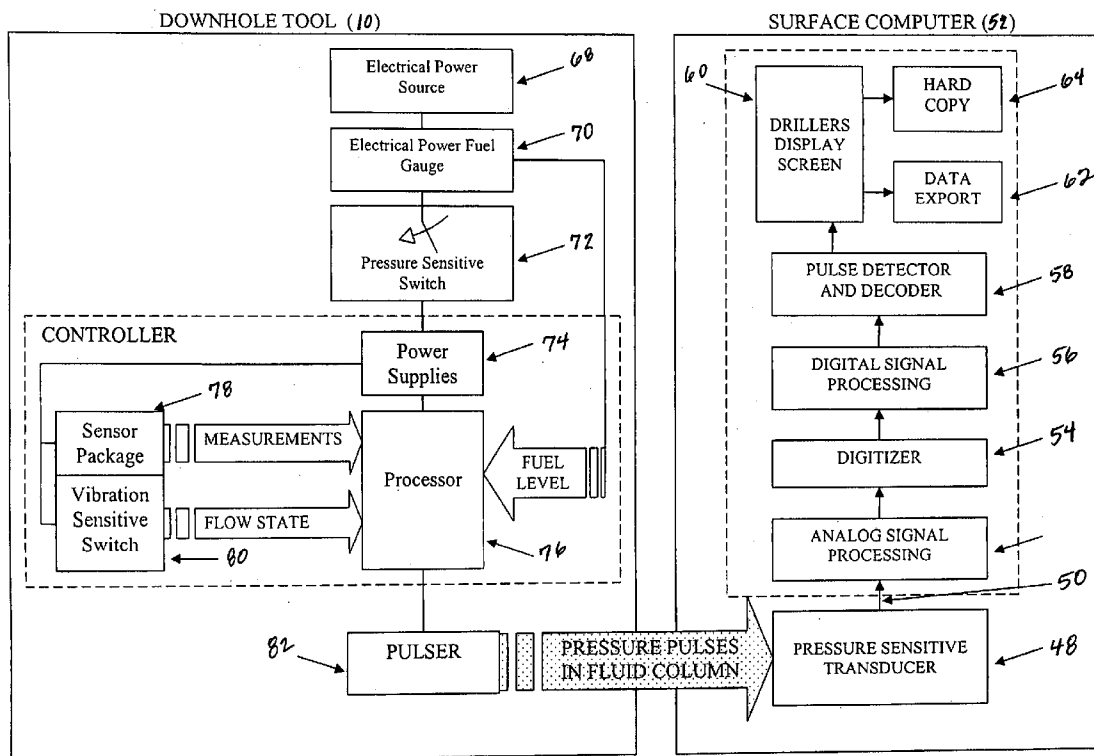 DOWNHOLE TOOL (10)
Electrical Power
Source
68
Electrical Power Fuel
Gauge
70
Pressure Sensitive
Switch
72
CONTROLLER
Power
Supplies
74
78
Sensor
Package
MEASUREMENTS
Vibration
Sensitive
Switch
FLOW STATE
80
Processor
76
FUEL
LEVEL
PULSER
82
PRESSURE PULSES
IN FLUID COLUMN
SURFACE COMPUTER (52)
60
DRILLERS
DISPLAY
SCREEN
HARD
COPY
64
DATA
EXPORT
62
PULSE DETECTOR
AND DECODER
58
DIGITAL SIGNAL
PROCESSING
56
DIGITIZER
54
ANALOG SIGNAL
PROCESSING
50
PRESSURE SENSITIVE
TRANSDUCER
48